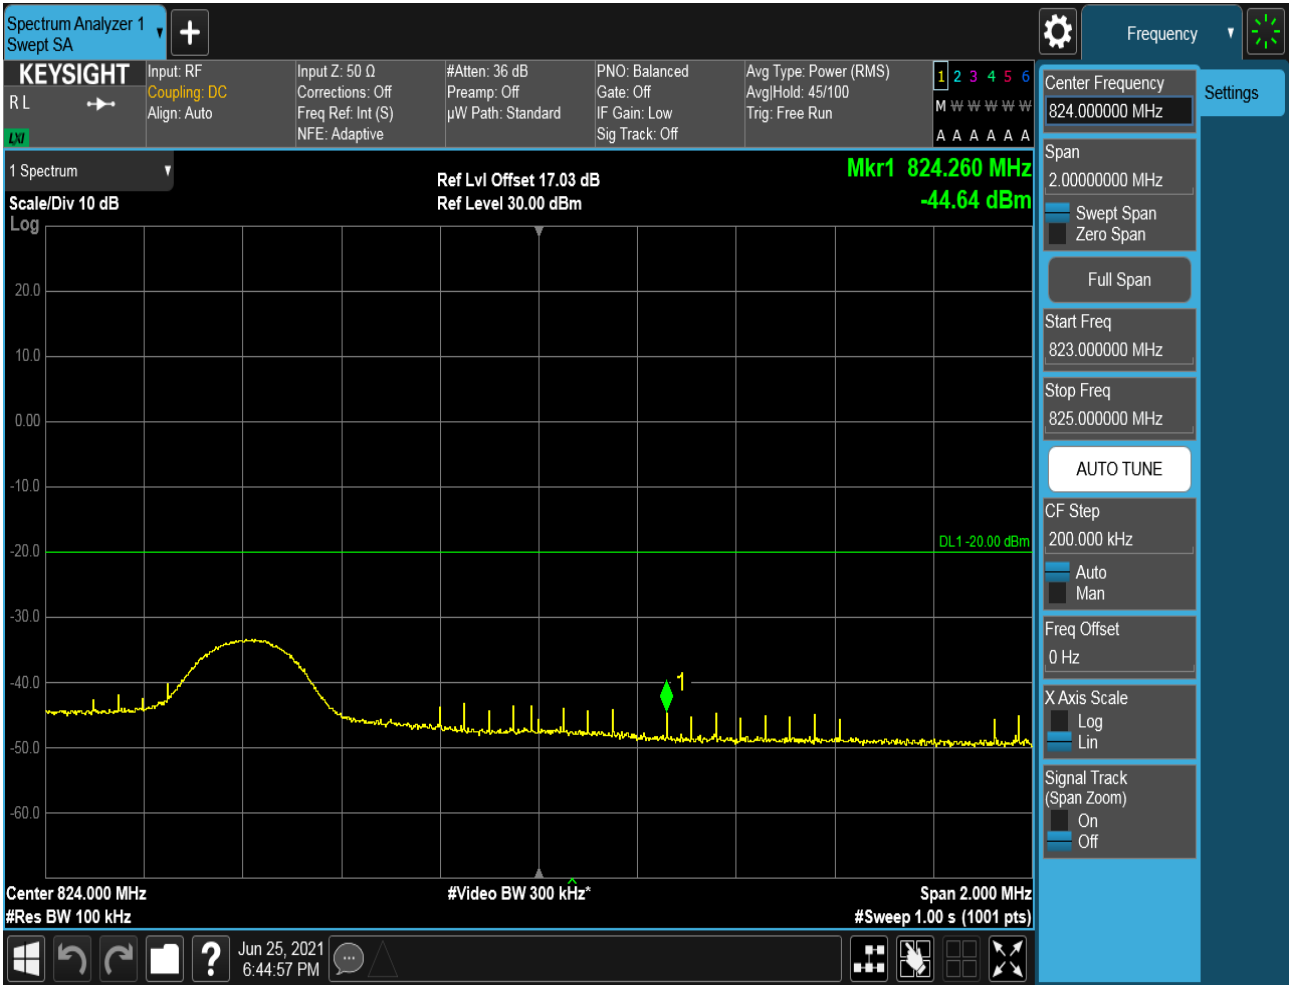 Spectrum Analyzer 1
Swept SA
Frequency
KEYSIGHT
R L
LXI
Input: RF
Coupling: DC
Align: Auto
Input Z: 50 Ω
Corrections: Off
Freq Ref: Int (S)
NFE: Adaptive
#Atten: 36 dB
Preamp: Off
µW Path: Standard
PNO: Balanced
Gate: Off
IF Gain: Low
Sig Track: Off
Avg Type: Power (RMS)
Avg|Hold: 45/100
Trig: Free Run
1 2 3 4 5 6
M W W W W W
A A A A A A
1 Spectrum
Scale/Div 10 dB
Log
Ref Lvl Offset 17.03 dB
Ref Level 30.00 dBm
Mkr1 824.260 MHz
-44.64 dBm
20.0
10.0
0.00
-10.0
-20.0
DL1 -20.00 dBm
-30.0
-40.0
1
-50.0
-60.0
Center 824.000 MHz
#Res BW 100 kHz
#Video BW 300 kHz*
Span 2.000 MHz
#Sweep 1.00 s (1001 pts)
Center Frequency
824.000000 MHz
Settings
Span
2.00000000 MHz
Swept Span
Zero Span
Full Span
Start Freq
823.000000 MHz
Stop Freq
825.000000 MHz
AUTO TUNE
CF Step
200.000 kHz
Auto
Man
Freq Offset
0 Hz
X Axis Scale
Log
Lin
Signal Track
(Span Zoom)
On
Off
?
Jun 25, 2021
6:44:57 PM